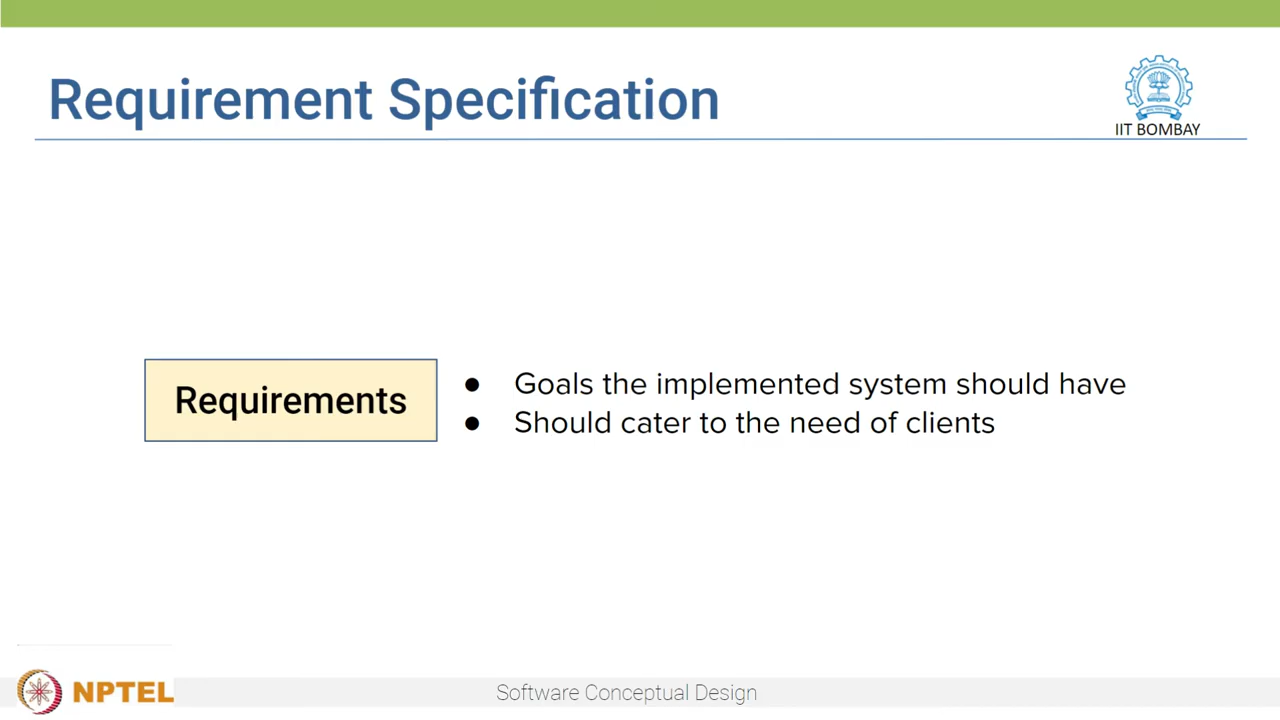 Requirement Specification
IIT BOMBAY
Requirements
● Goals the implemented system should have
● Should cater to the need of clients
NPTEL
Software Conceptual Design